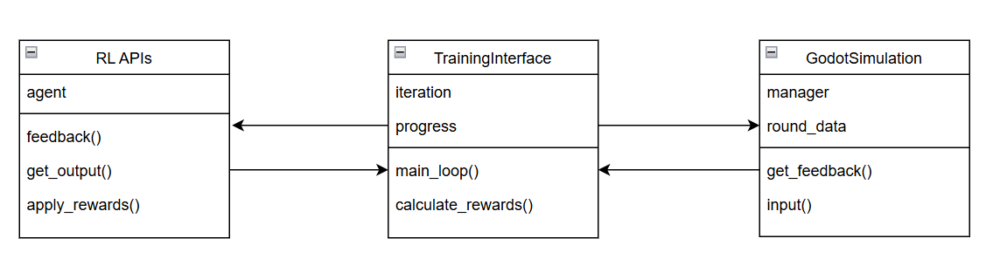 RL APIs
agent
feedback()
get_output()
apply_rewards()
TrainingInterface
iteration
progress
main_loop()
calculate_rewards()
GodotSimulation
manager
round_data
get_feedback()
input()